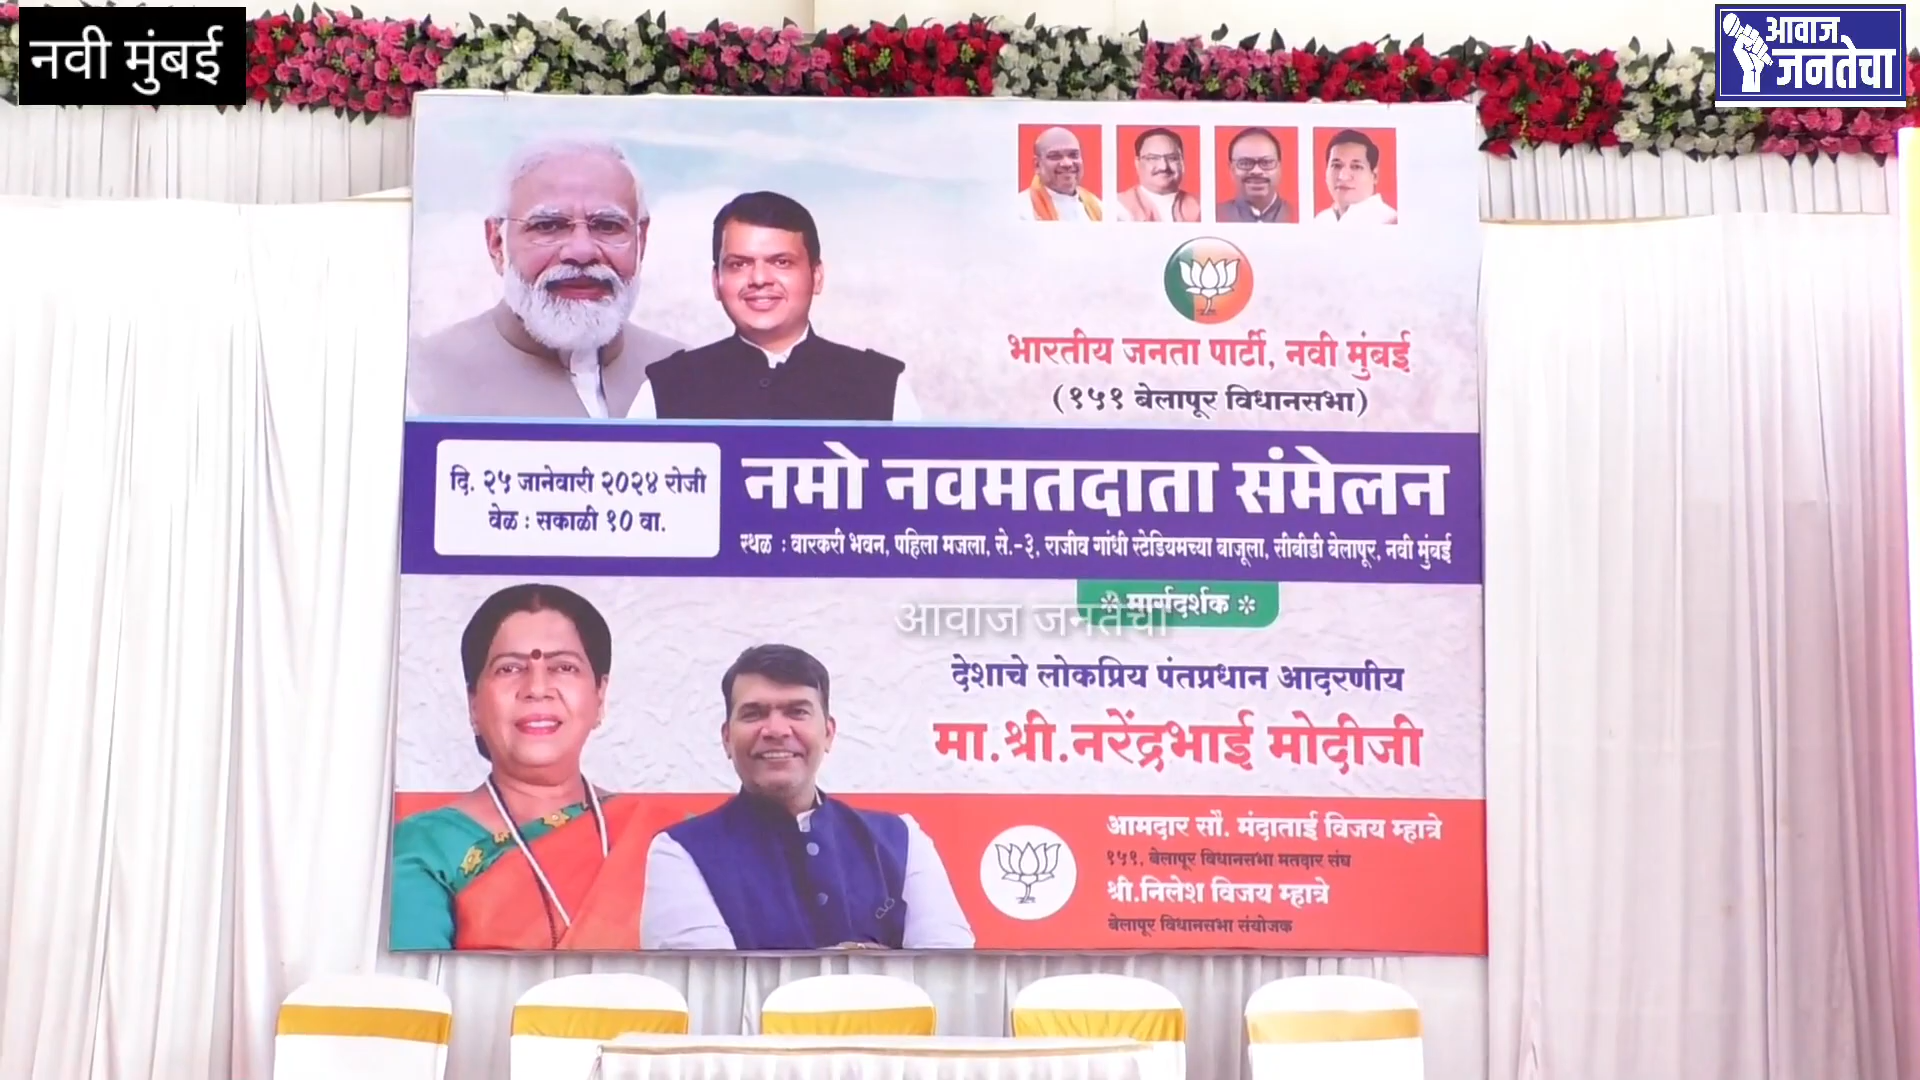 नवी मुंबई
आवाज
जनतेचा
भारतीय जनता पार्टी, नवी मुंबई
(१५१ बेलापूर विधानसभा)
दि. २५ जानेवारी २०२४ रोजी
वेळ : सकाळी १० वा.
नमो नवमतदाता संमेलन
स्थळ : वारकरी भवन, पहिला मजला, से.-३, राजीव गांधी स्टेडियमच्या बाजूला, सीबीडी बेलापूर, नवी मुंबई
मार्गदर्शक
आवाज जनतेचा
देशाचे लोकप्रिय पंतप्रधान आदरणीय
मा.श्री.नरेंद्रभाई मोदीजी
आमदार सौ. मंदाताई विजय म्हात्रे
१५१, बेलापूर विधानसभा मतदार संघ
श्री.निलेश विजय म्हात्रे
बेलापूर विधानसभा संयोजक